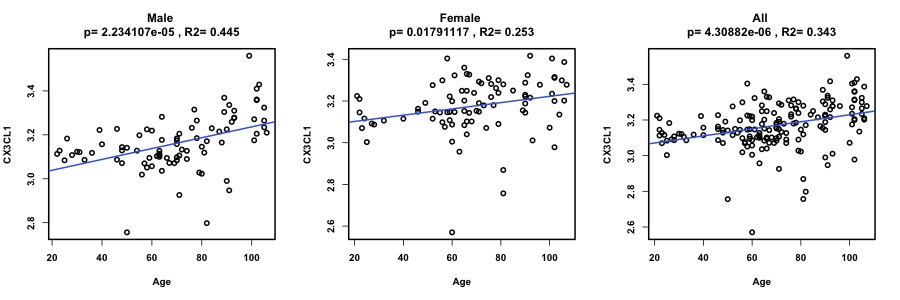 Male
p= 2.234107e-05 , R2= 0.445
CX3CL1
3.4
3.2
3.0
2.8
20 40 60 80 100
Age
Female
p= 0.01791117 , R2= 0.253
CX3CL1
3.4
3.2
3.0
2.8
2.6
20 40 60 80 100
Age
All
p= 4.30882e-06 , R2= 0.343
CX3CL1
3.4
3.2
3.0
2.8
2.6
20 40 60 80 100
Age